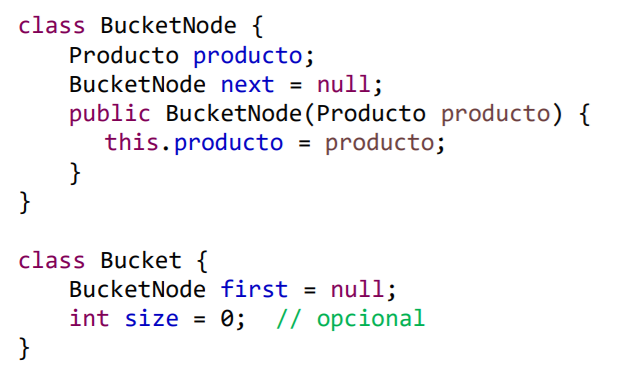 class BucketNode {
Producto producto;
BucketNode next = null;
public BucketNode(Producto producto) {
this.producto = producto;
}
}
class Bucket {
BucketNode first = null;
int size = 0;  // opcional
}